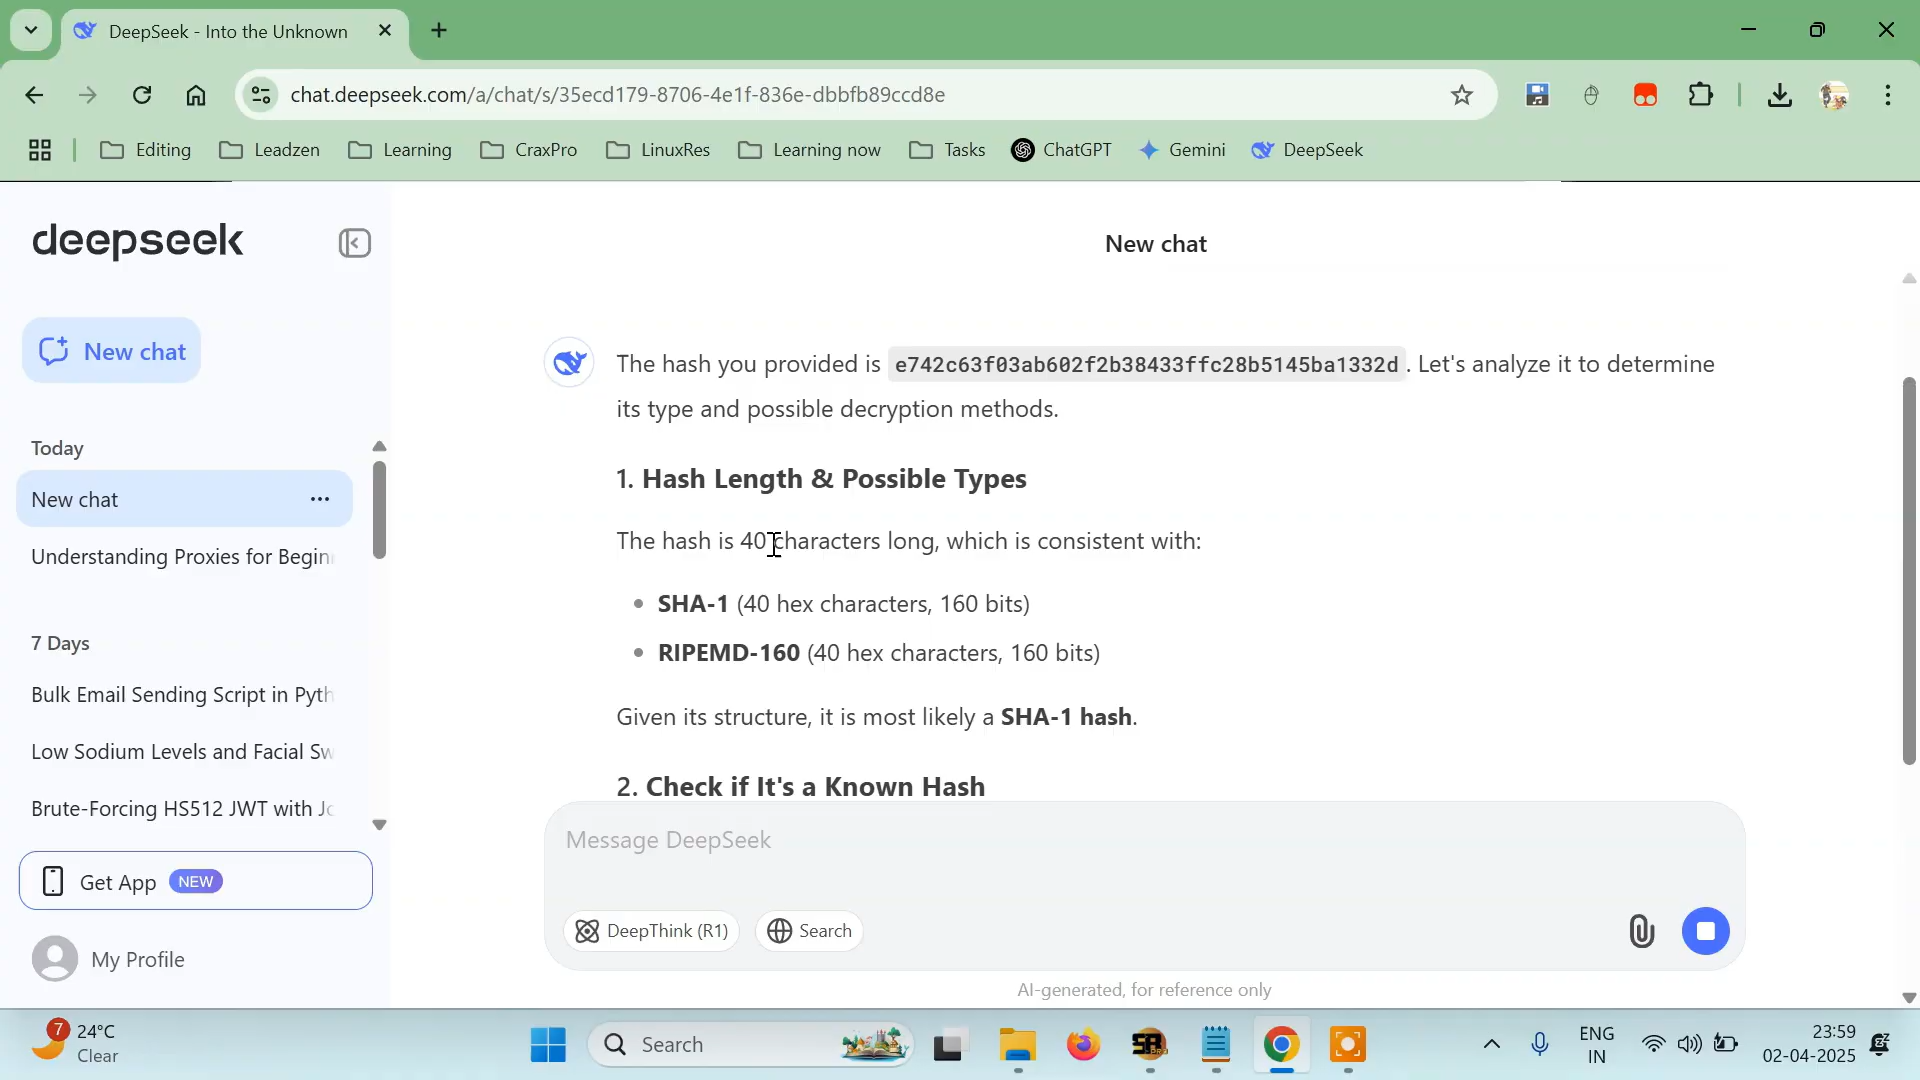 DeepSeek - Into the Unknown
chat.deepseek.com/a/chat/s/35ecd179-8706-4e1f-836e-dbbfb89ccd8e
Editing Leadzen Learning CraxPro LinuxRes Learning now Tasks ChatGPT Gemini DeepSeek
deepseek
New chat
Today
New chat
Understanding Proxies for Begin
7 Days
Bulk Email Sending Script in Pyth
Low Sodium Levels and Facial Sw
Brute-Forcing HS512 JWT with Jo
Get App NEW
My Profile
New chat
The hash you provided is e742c63f03ab602f2b38433ffc28b5145ba1332d. Let's analyze it to determine
its type and possible decryption methods.
1. Hash Length & Possible Types
The hash is 40 characters long, which is consistent with:
• SHA-1 (40 hex characters, 160 bits)
• RIPEMD-160 (40 hex characters, 160 bits)
Given its structure, it is most likely a SHA-1 hash.
2. Check if It's a Known Hash
Message DeepSeek
DeepThink (R1) Search
AI-generated, for reference only
7 24°C
Clear
Search
ENG
IN
23:59
02-04-2025